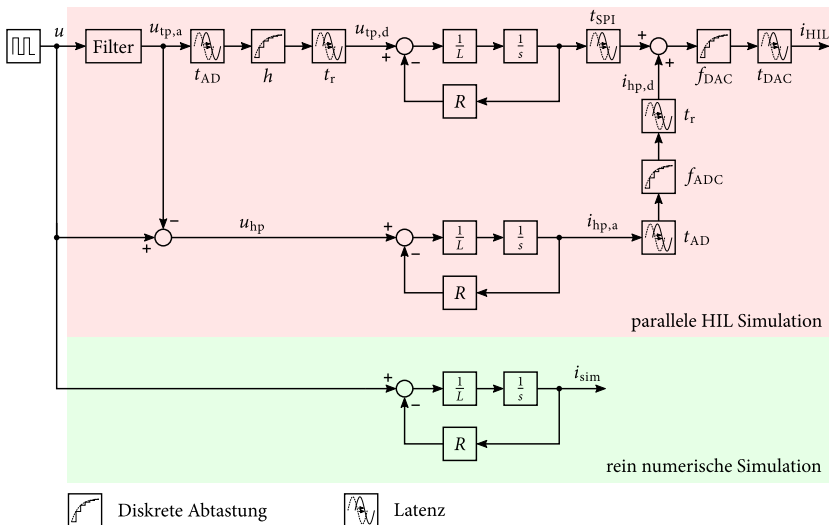 u
Filter
u_tp,a
t_AD
h
t_r
u_tp,d
+
−
1/L
1/s
R
t_SPI
+
+
i_hp,d
f_DAC
t_DAC
i_HIL
t_r
f_ADC
t_AD
−
+
u_hp
+
−
1/L
1/s
R
i_hp,a
parallele HIL Simulation
+
−
1/L
1/s
R
i_sim
rein numerische Simulation
Diskrete Abtastung
Latenz